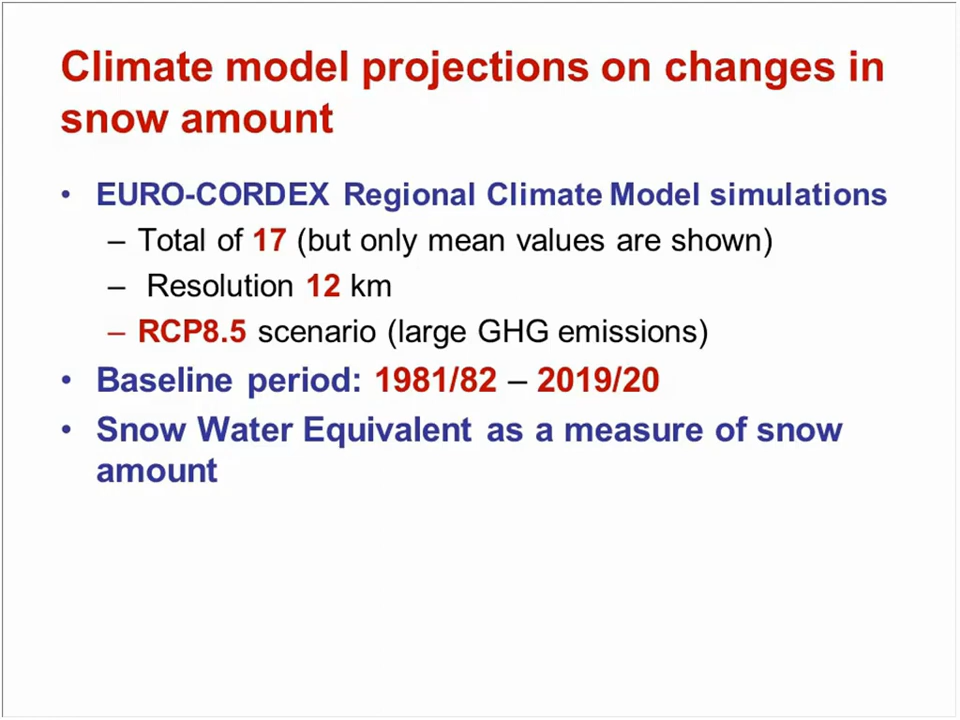 Climate model projections on changes in
snow amount
• EURO-CORDEX Regional Climate Model simulations
– Total of 17 (but only mean values are shown)
– Resolution 12 km
– RCP8.5 scenario (large GHG emissions)
• Baseline period: 1981/82 – 2019/20
• Snow Water Equivalent as a measure of snow
amount